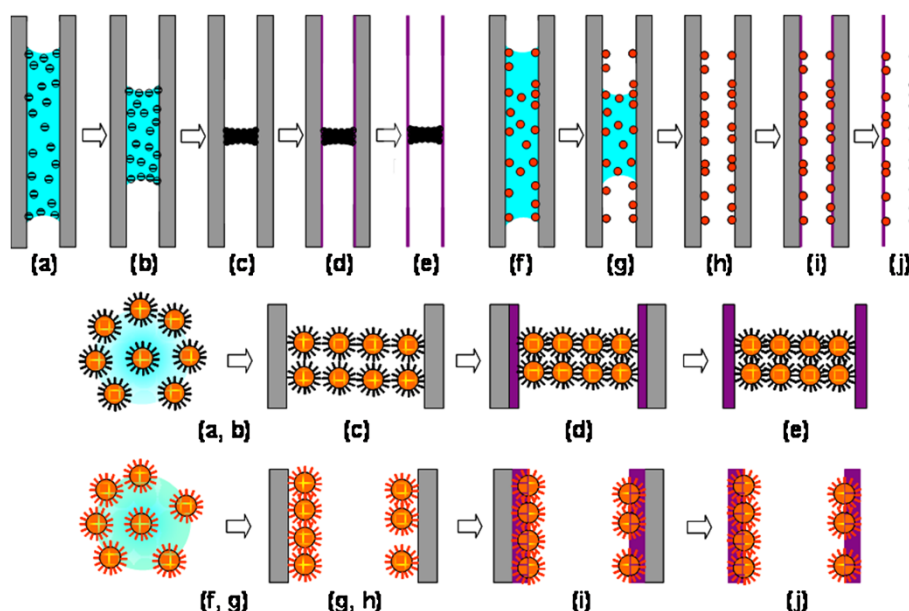 (a) (b) (c) (d) (e) (f) (g) (h) (i) (j)
(a, b) (c) (d) (e)
(f, g) (g, h) (i) (j)